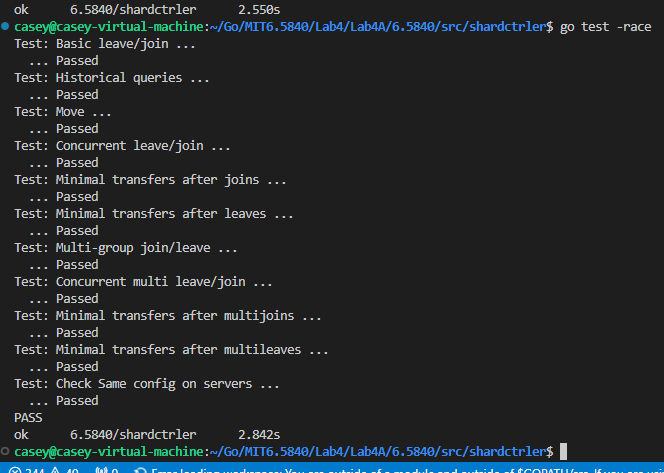 ok      6.5840/shardctrler      2.550s
casey@casey-virtual-machine:~/Go/MIT6.5840/Lab4/Lab4A/6.5840/src/shardctrler$ go test -race
Test: Basic leave/join ...
  ... Passed
Test: Historical queries ...
  ... Passed
Test: Move ...
  ... Passed
Test: Concurrent leave/join ...
  ... Passed
Test: Minimal transfers after joins ...
  ... Passed
Test: Minimal transfers after leaves ...
  ... Passed
Test: Multi-group join/leave ...
  ... Passed
Test: Concurrent multi leave/join ...
  ... Passed
Test: Minimal transfers after multijoins ...
  ... Passed
Test: Minimal transfers after multileaves ...
  ... Passed
Test: Check Same config on servers ...
  ... Passed
PASS
ok      6.5840/shardctrler      2.842s
casey@casey-virtual-machine:~/Go/MIT6.5840/Lab4/Lab4A/6.5840/src/shardctrler$
344 40 0 Error loading workspace: You are outside of a module and outside of $GOPATH/src. If you are